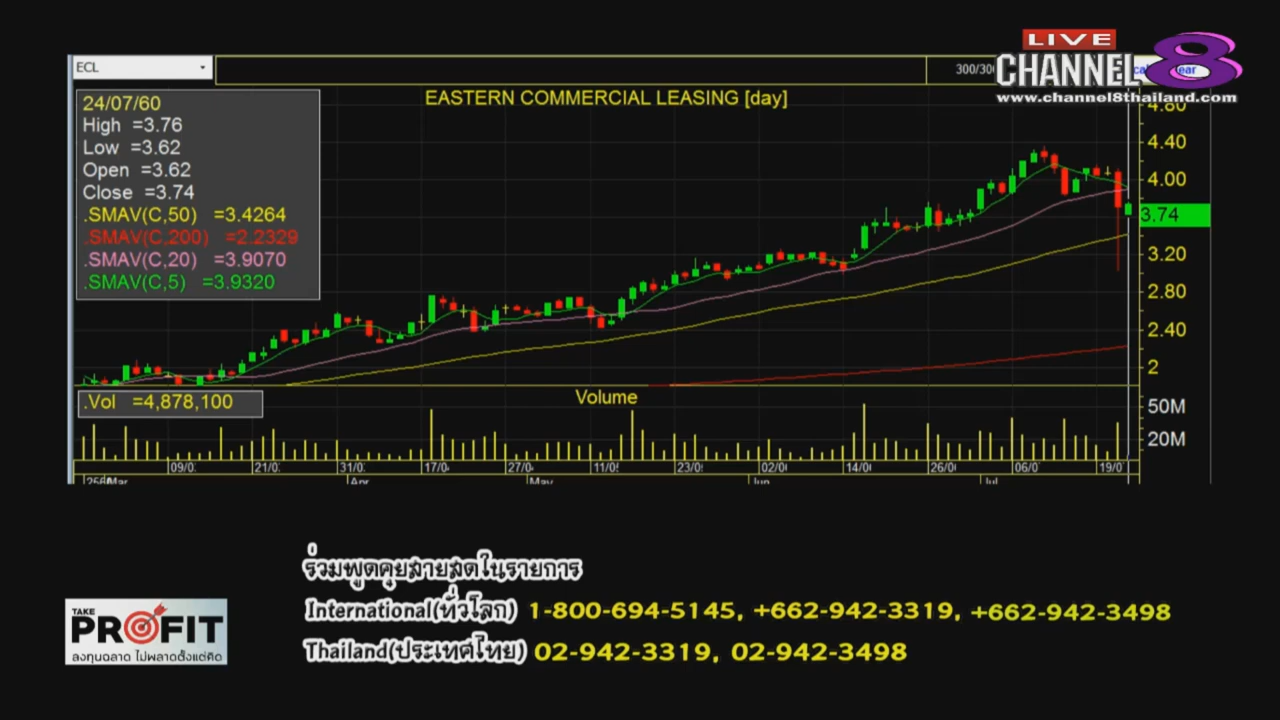 LIVE
CHANNEL 8
www.channel8thailand.com
ECL
300/300
EASTERN COMMERCIAL LEASING [day]
24/07/60
High =3.76
Low =3.62
Open =3.62
Close =3.74
.SMAV(C,50) =3.4264
.SMAV(C,200) =2.2329
.SMAV(C,20) =3.9070
.SMAV(C,5) =3.9320
4.80
4.40
4.00
3.74
3.20
2.80
2.40
2
.Vol =4,878,100
Volume
50M
20M
09/0 21/0 31/0 17/0 27/0 11/0 23/0 02/0 14/0 26/0 06/0 19/0
Mar Apr May Jun Jul
ร่วมพูดคุยสายสดในรายการ
International(ทั่วโลก) 1-800-694-5145, +662-942-3319, +662-942-3498
Thailand(ประเทศไทย) 02-942-3319, 02-942-3498
TAKE
PROFIT
ลงทุนฉลาด ไม่พลาดตั้งแต่คิด